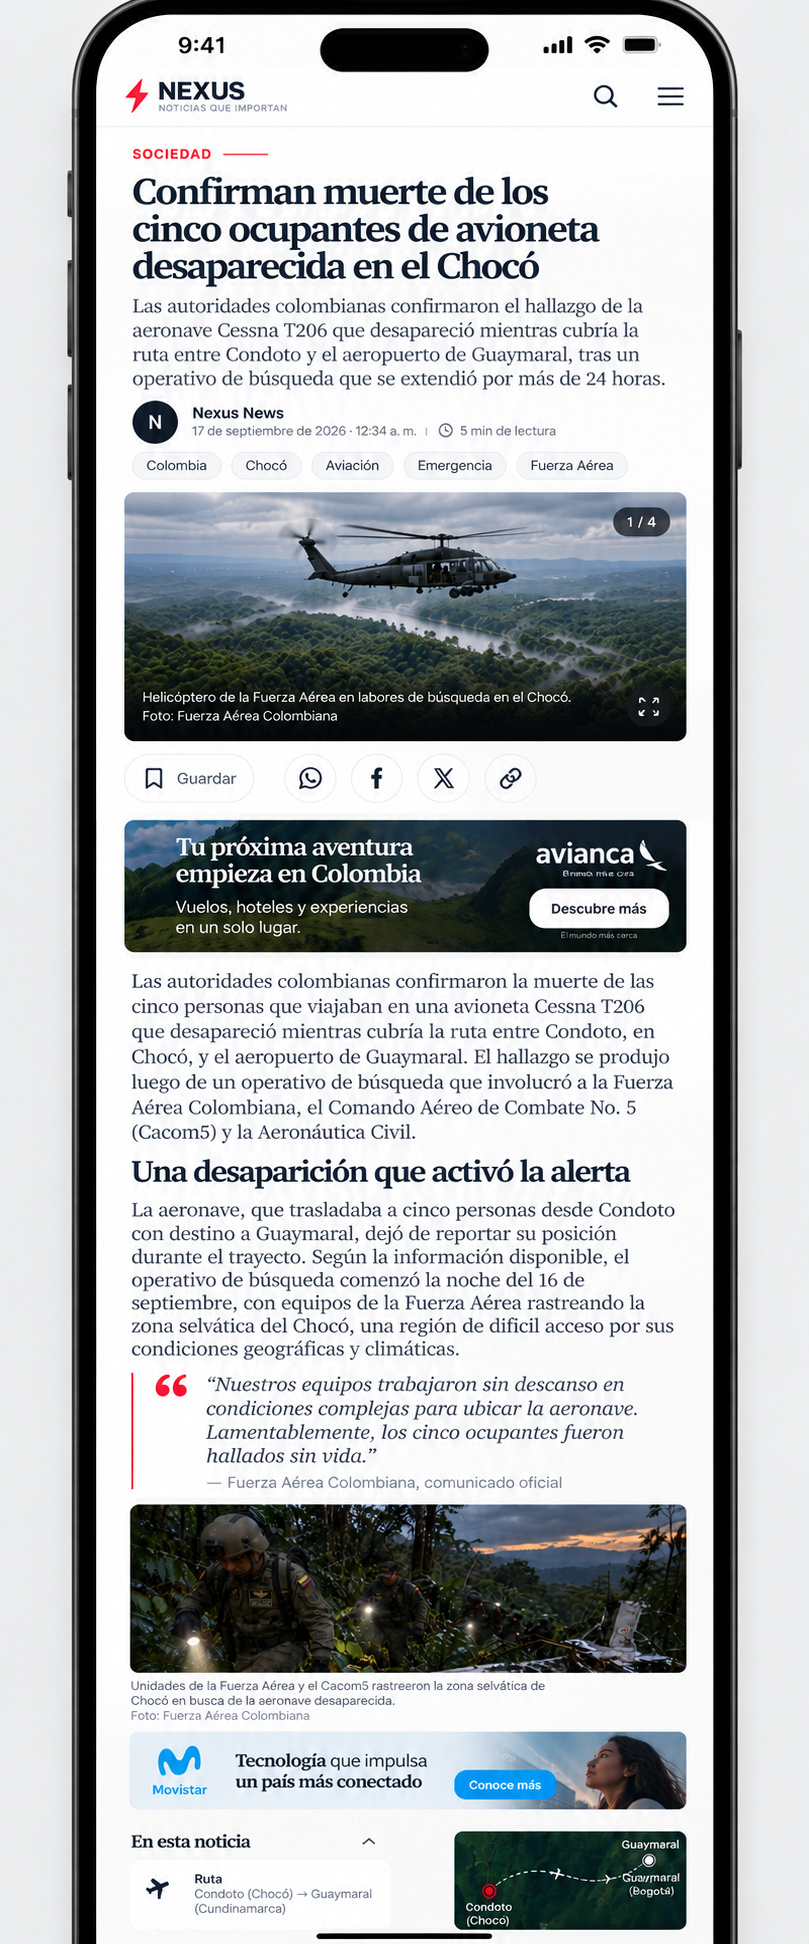 9:41
NEXUS
NOTICIAS QUE IMPORTAN
SOCIEDAD
Confirman muerte de los
cinco ocupantes de avioneta
desaparecida en el Chocó
Las autoridades colombianas confirmaron el hallazgo de la
aeronave Cessna T206 que desapareció mientras cubría la
ruta entre Condoto y el aeropuerto de Guaymaral, tras un
operativo de búsqueda que se extendió por más de 24 horas.
N
Nexus News
17 de septiembre de 2026 · 12:34 a. m. | 5 min de lectura
Colombia Chocó Aviación Emergencia Fuerza Aérea
1 / 4
Helicóptero de la Fuerza Aérea en labores de búsqueda en el Chocó.
Foto: Fuerza Aérea Colombiana
Guardar
Tu próxima aventura
empieza en Colombia
Vuelos, hoteles y experiencias
en un solo lugar.
avianca
Descubre más
El mundo más cerca
Las autoridades colombianas confirmaron la muerte de las
cinco personas que viajaban en una avioneta Cessna T206
que desapareció mientras cubría la ruta entre Condoto, en
Chocó, y el aeropuerto de Guaymaral. El hallazgo se produjo
luego de un operativo de búsqueda que involucró a la Fuerza
Aérea Colombiana, el Comando Aéreo de Combate No. 5
(Cacom5) y la Aeronáutica Civil.
Una desaparición que activó la alerta
La aeronave, que trasladaba a cinco personas desde Condoto
con destino a Guaymaral, dejó de reportar su posición
durante el trayecto. Según la información disponible, el
operativo de búsqueda comenzó la noche del 16 de
septiembre, con equipos de la Fuerza Aérea rastreando la
zona selvática del Chocó, una región de dificil acceso por sus
condiciones geográficas y climáticas.
“Nuestros equipos trabajaron sin descanso en
condiciones complejas para ubicar la aeronave.
Lamentablemente, los cinco ocupantes fueron
hallados sin vida.”
— Fuerza Aérea Colombiana, comunicado oficial
Unidades de la Fuerza Aérea y el Cacom5 rastreeron la zona selvática de
Chocó en busca de la aeronave desaparecida.
Foto: Fuerza Aérea Colombiana
Movistar
Tecnología que impulsa
un país más conectado
Conoce más
En esta noticia
Ruta
Condoto (Chocó) → Guaymaral
(Cundinamarca)
Guaymaral
Guaymaral
(Bogotá)
Condoto
(Chocó)